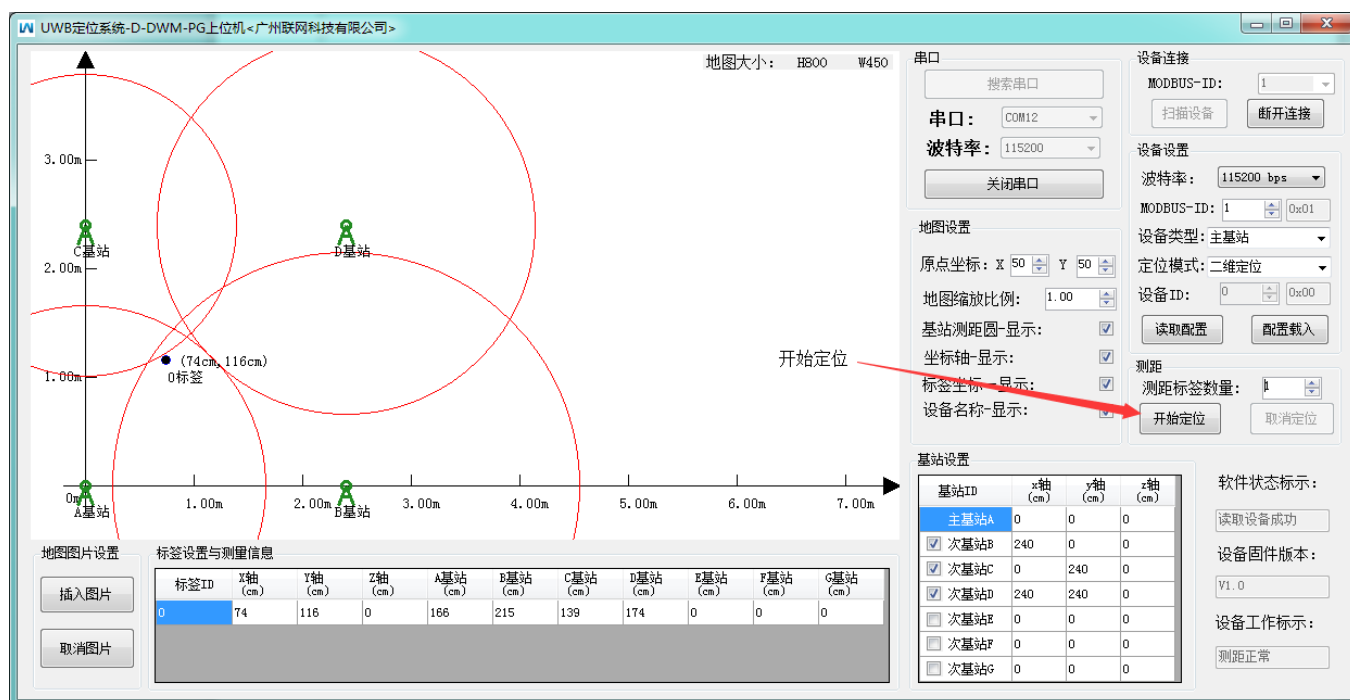 UWB定位系统-D-DWM-PG上位机<广州联网科技有限公司>
地图大小： H800 W450
3.00m
2.00m
1.00m
0m
1.00m
2.00m
3.00m
4.00m
5.00m
6.00m
7.00m
C基站
D基站
A基站
B基站
(74cm,116cm)
0标签
开始定位
串口
搜索串口
串口： COM12
波特率： 115200
关闭串口
地图设置
原点坐标：X 50 Y 50
地图缩放比例： 1.00
基站测距圆-显示：
坐标轴-显示：
标签坐标-显示：
设备名称-显示：
设备连接
MODBUS-ID: 1
扫描设备 断开连接
设备设置
波特率： 115200 bps
MODBUS-ID: 1 0x01
设备类型：主基站
定位模式：二维定位
设备ID: 0 0x00
读取配置 配置载入
测距
测距标签数量：
开始定位 取消定位
地图图片设置
插入图片
取消图片
标签设置与测量信息
标签ID X轴(cm) Y轴(cm) Z轴(cm) A基站(cm) B基站(cm) C基站(cm) D基站(cm) E基站(cm) F基站(cm) G基站(cm)
0 74 116 0 166 215 139 174 0 0 0
基站设置
基站ID x轴(cm) y轴(cm) z轴(cm)
主基站A 0 0 0
次基站B 240 0 0
次基站C 0 240 0
次基站D 240 240 0
次基站E 0 0 0
次基站F 0 0 0
次基站G 0 0 0
软件状态标示：
读取设备成功
设备固件版本：
V1.0
设备工作标示：
测距正常